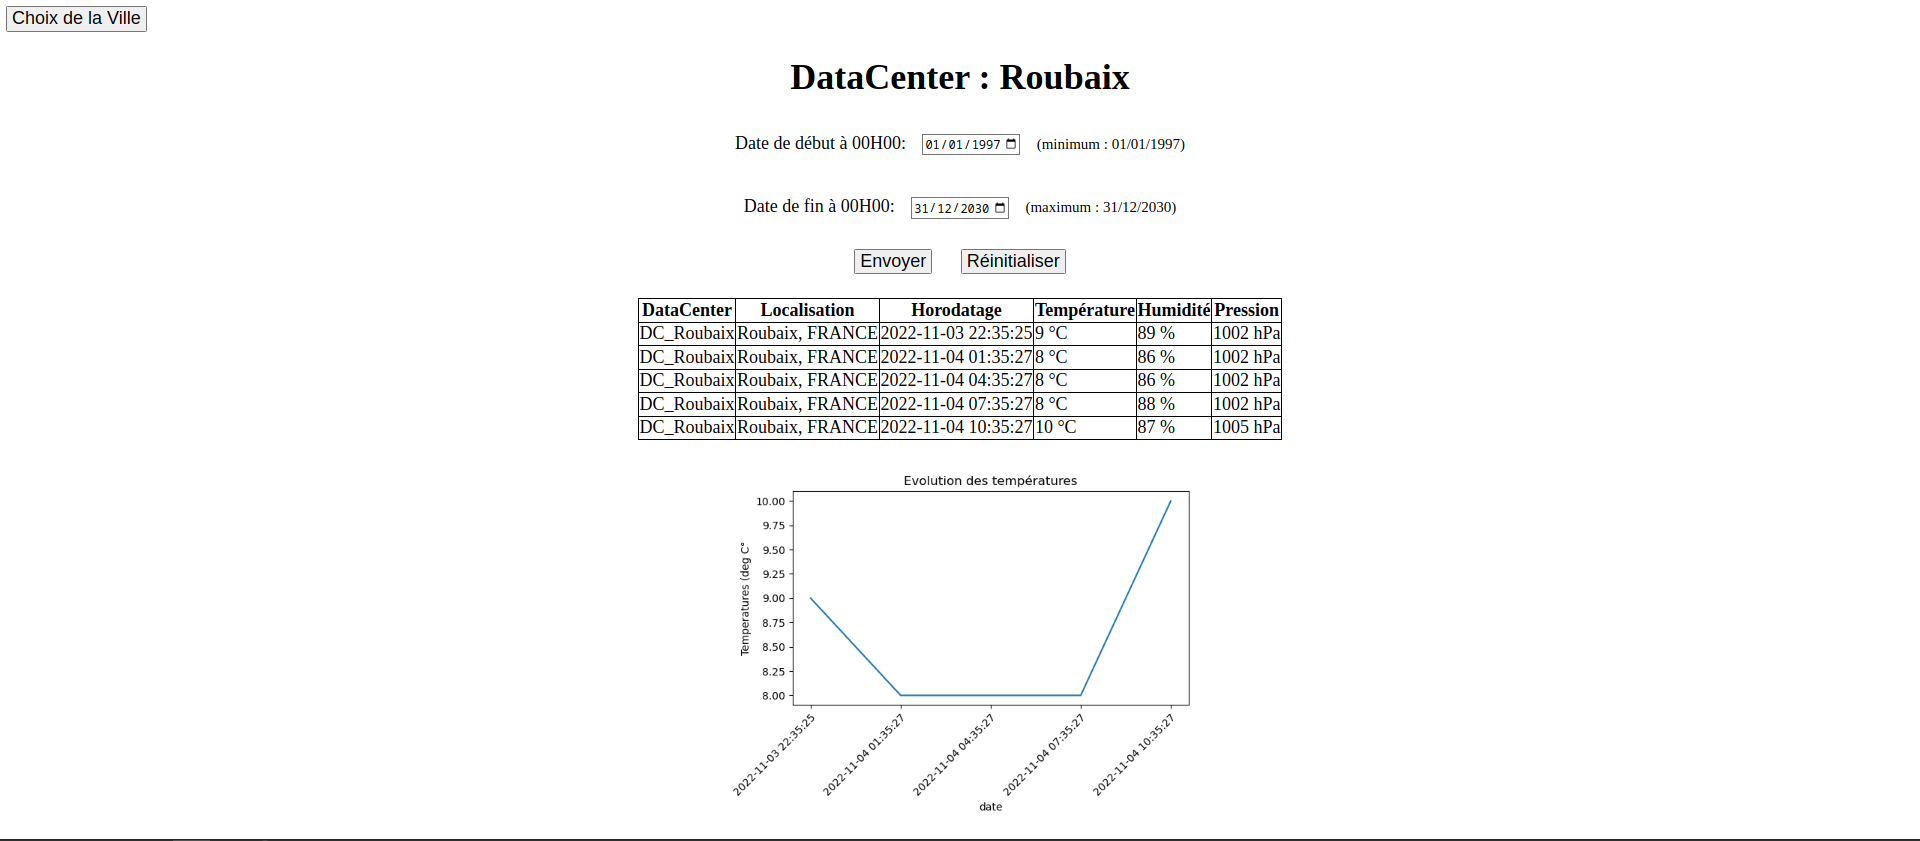 Choix de la Ville
DataCenter : Roubaix
Date de début à 00H00: 01/01/1997 (minimum : 01/01/1997)
Date de fin à 00H00: 31/12/2030 (maximum : 31/12/2030)
Envoyer Réinitialiser
DataCenter Localisation Horodatage Température Humidité Pression
DC_Roubaix Roubaix, FRANCE 2022-11-03 22:35:25 9 °C 89 % 1002 hPa
DC_Roubaix Roubaix, FRANCE 2022-11-04 01:35:27 8 °C 86 % 1002 hPa
DC_Roubaix Roubaix, FRANCE 2022-11-04 04:35:27 8 °C 86 % 1002 hPa
DC_Roubaix Roubaix, FRANCE 2022-11-04 07:35:27 8 °C 88 % 1002 hPa
DC_Roubaix Roubaix, FRANCE 2022-11-04 10:35:27 10 °C 87 % 1005 hPa
Evolution des températures
Temperatures (deg C°
10.00
9.75
9.50
9.25
9.00
8.75
8.50
8.25
8.00
2022-11-03 22:35:25
2022-11-04 01:35:27
2022-11-04 04:35:27
2022-11-04 07:35:27
2022-11-04 10:35:27
date